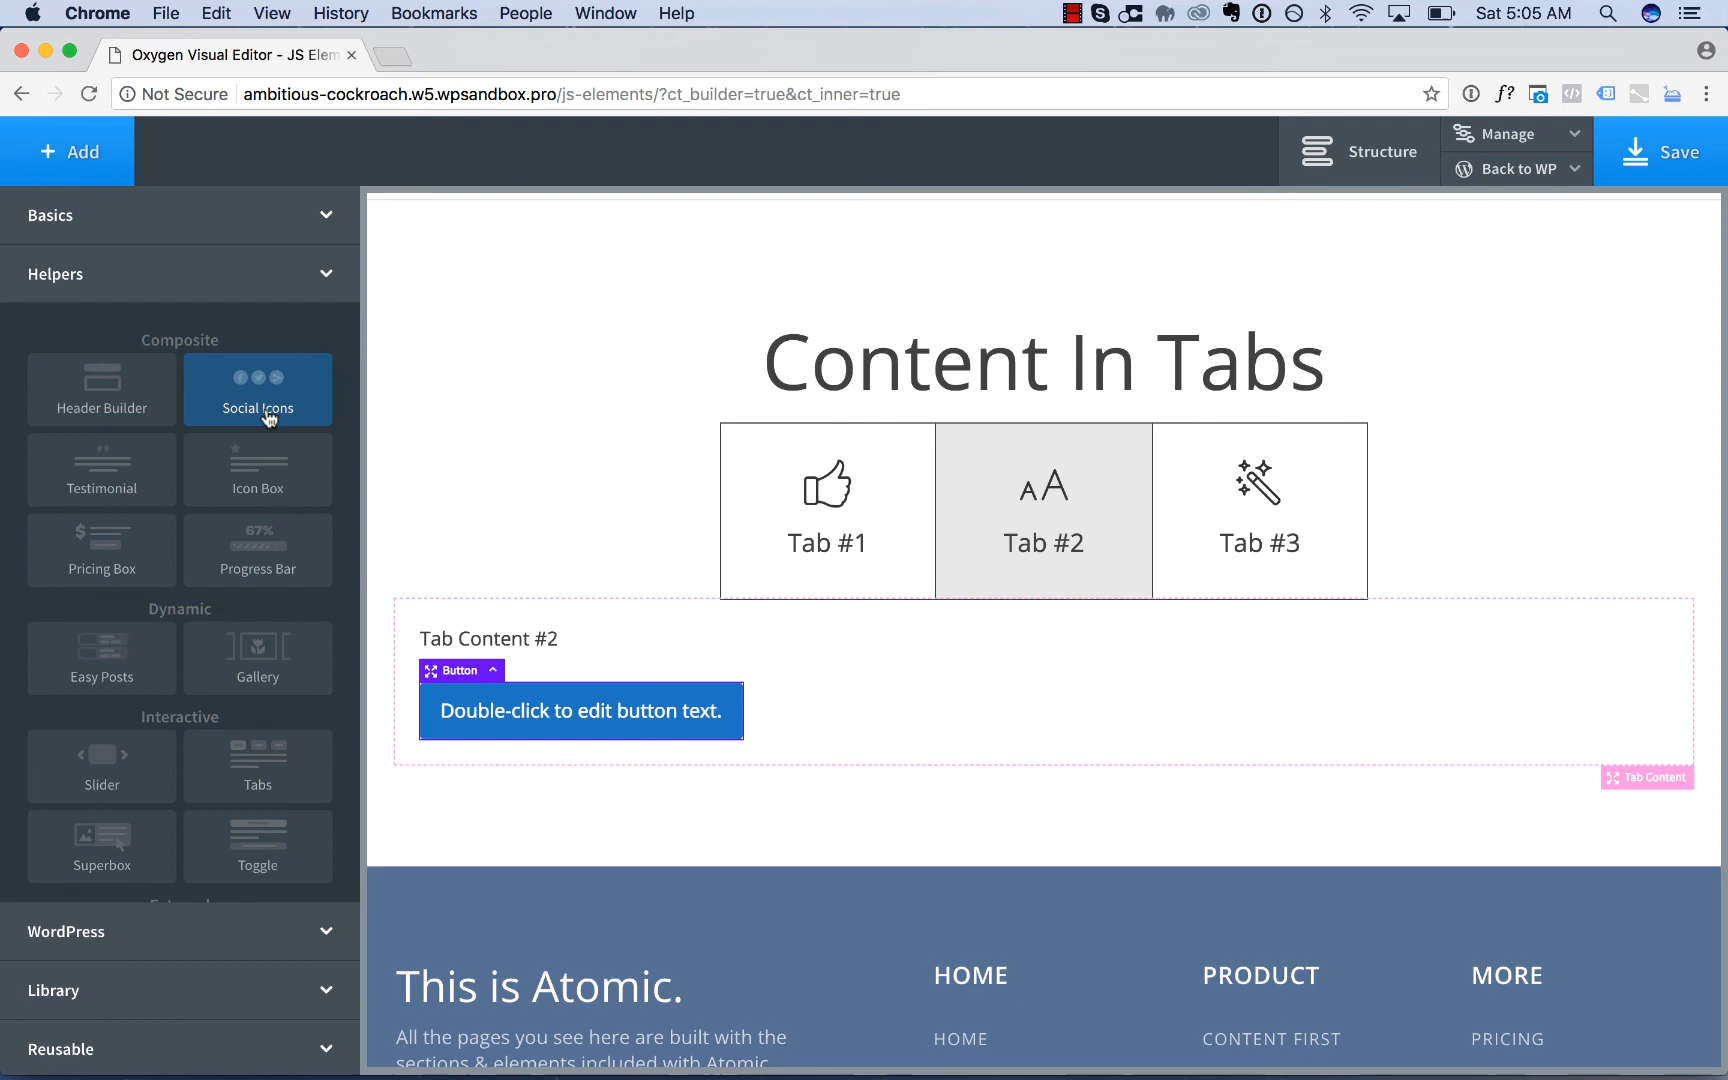 Chrome File Edit View History Bookmarks People Window Help Sat 5:05 AM
Oxygen Visual Editor - JS Elem
Not Secure ambitious-cockroach.w5.wpsandbox.pro/js-elements/?ct_builder=true&ct_inner=true
+ Add
Structure
Manage
Back to WP
Save
Basics
Helpers
Composite
Header Builder
Social Icons
Testimonial
Icon Box
Pricing Box
67%
Progress Bar
Dynamic
Easy Posts
Gallery
Interactive
Slider
Tabs
Superbox
Toggle
WordPress
Library
Reusable
Content In Tabs
Tab #1
Tab #2
Tab #3
Tab Content #2
Button
Double-click to edit button text.
Tab Content
This is Atomic.
All the pages you see here are built with the
sections & elements included with Atomic
HOME
HOME
PRODUCT
CONTENT FIRST
MORE
PRICING